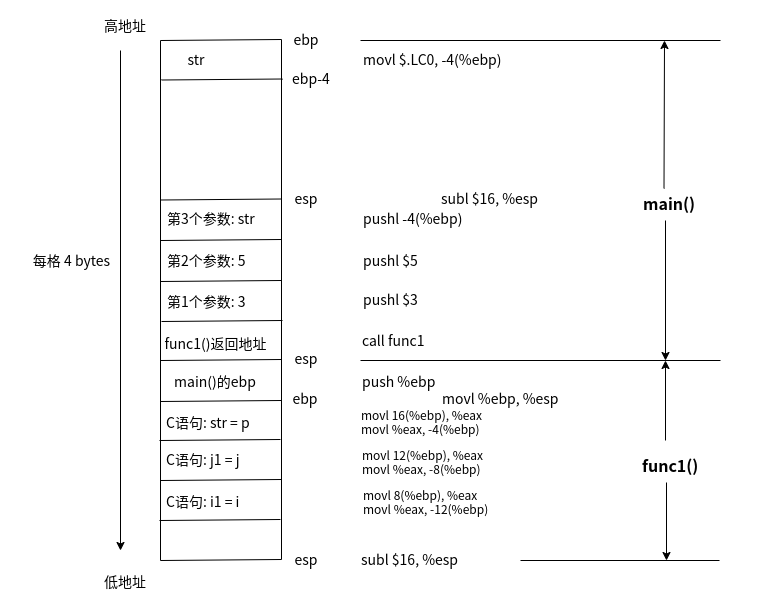 高地址
ebp
str
movl $.LC0, -4(%ebp)
ebp-4
esp
subl $16, %esp
main()
第3个参数: str
pushl -4(%ebp)
每格 4 bytes
第2个参数: 5
pushl $5
第1个参数: 3
pushl $3
func1()返回地址
call func1
esp
main()的ebp
push %ebp
ebp
movl %ebp, %esp
C语句: str = p
movl 16(%ebp), %eax
movl %eax, -4(%ebp)
C语句: j1 = j
movl 12(%ebp), %eax
movl %eax, -8(%ebp)
func1()
C语句: i1 = i
movl 8(%ebp), %eax
movl %eax, -12(%ebp)
esp
subl $16, %esp
低地址